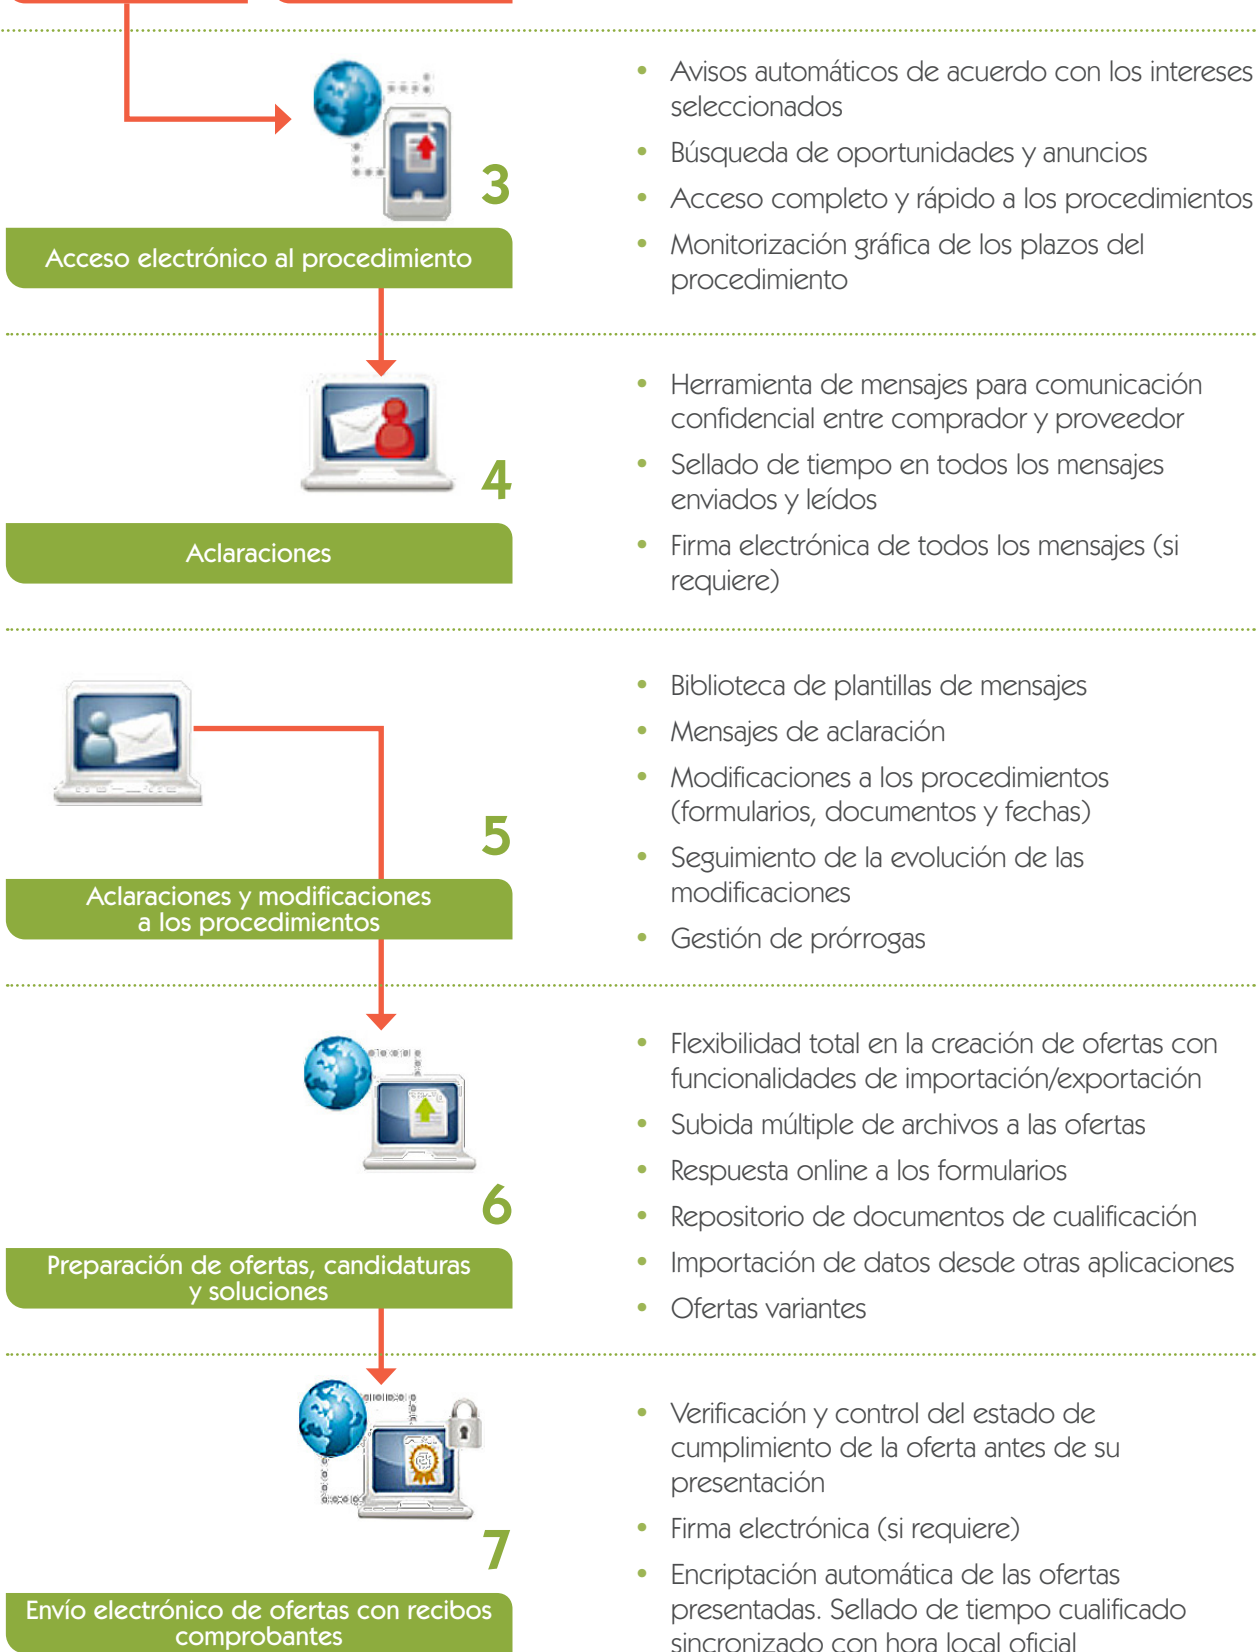 • Avisos automáticos de acuerdo con los intereses
seleccionados
• Búsqueda de oportunidades y anuncios
• Acceso completo y rápido a los procedimientos
• Monitorización gráfica de los plazos del
procedimiento
3
Acceso electrónico al procedimiento
• Herramienta de mensajes para comunicación
confidencial entre comprador y proveedor
• Sellado de tiempo en todos los mensajes
enviados y leídos
• Firma electrónica de todos los mensajes (si
requiere)
4
Aclaraciones
• Biblioteca de plantillas de mensajes
• Mensajes de aclaración
• Modificaciones a los procedimientos
(formularios, documentos y fechas)
• Seguimiento de la evolución de las
modificaciones
• Gestión de prórrogas
5
Aclaraciones y modificaciones
a los procedimientos
• Flexibilidad total en la creación de ofertas con
funcionalidades de importación/exportación
• Subida múltiple de archivos a las ofertas
• Respuesta online a los formularios
• Repositorio de documentos de cualificación
• Importación de datos desde otras aplicaciones
• Ofertas variantes
6
Preparación de ofertas, candidaturas
y soluciones
• Verificación y control del estado de
cumplimiento de la oferta antes de su
presentación
• Firma electrónica (si requiere)
• Encriptación automática de las ofertas
presentadas. Sellado de tiempo cualificado
sincronizado con hora local oficial
7
Envío electrónico de ofertas con recibos
comprobantes